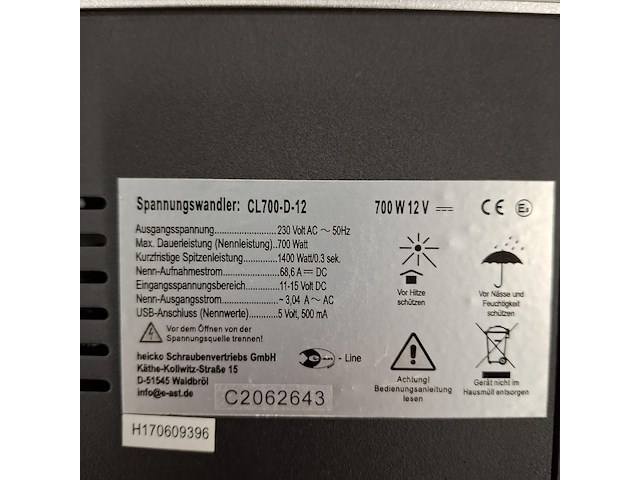 Spannungswandler: CL700-D-12 700 W 12 V ⎓ CE
Ausgangsspannung..............................230 Volt AC ~ 50Hz
Max. Dauerleistung (Nennleistung)..700 Watt
Kurzfristige Spitzenleistung..............1400 Watt/0.3 sek.
Nenn-Aufnahmestrom........................68,6 A ⎓ DC
Eingangsspannungsbereich...............11-15 Volt DC
Nenn-Ausgangsstrom........................~ 3,04 A ~ AC
USB-Anschluss (Nennwerte).............5 Volt, 500 mA
Vor dem Öffnen von der
Spannungsquelle trennen!
Vor Hitze
schützen
Vor Nässe und
Feuchtigkeit
schützen
heicko Schraubenvertriebs GmbH
Käthe-Kollwitz-Straße 15
D-51545 Waldbröl
info@e-ast.de
- Line
C2062643
Achtung!
Bedienungsanleitung
lesen
Gerät nicht im
Hausmüll entsorgen
H170609396